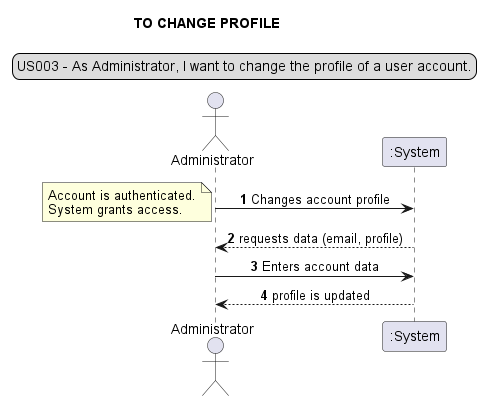 TO CHANGE PROFILE
US003 - As Administrator, I want to change the profile of a user account.
Administrator
:System
Account is authenticated.
System grants access.
1 Changes account profile
2 requests data (email, profile)
3 Enters account data
4 profile is updated
Administrator
:System